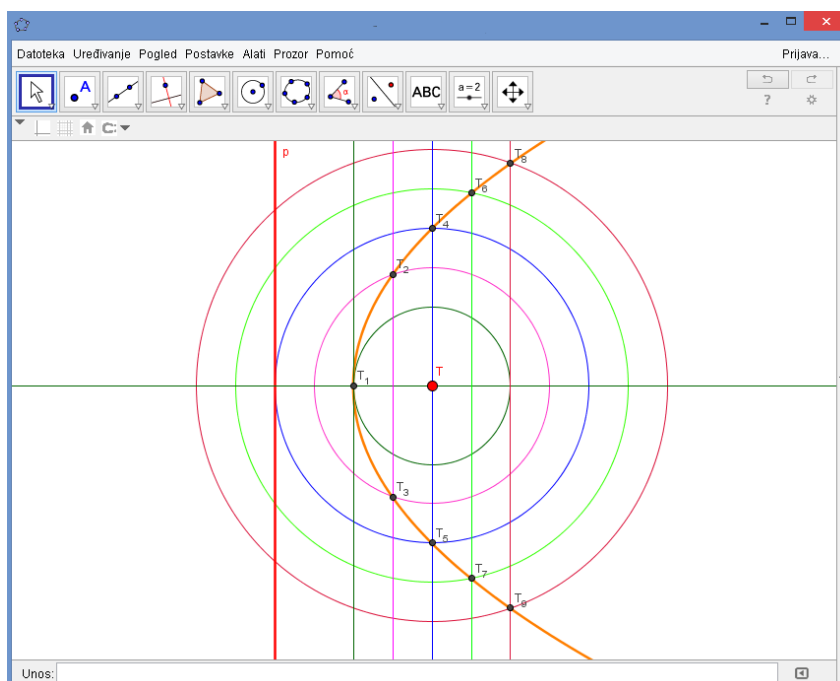 Datoteka Uređivanje Pogled Postavke Alati Prozor Pomoć Prijava...
A α ABC a=2
?
p
T8
T6
T4
T2
T
T1
T3
T5
T7
T9
Unos: